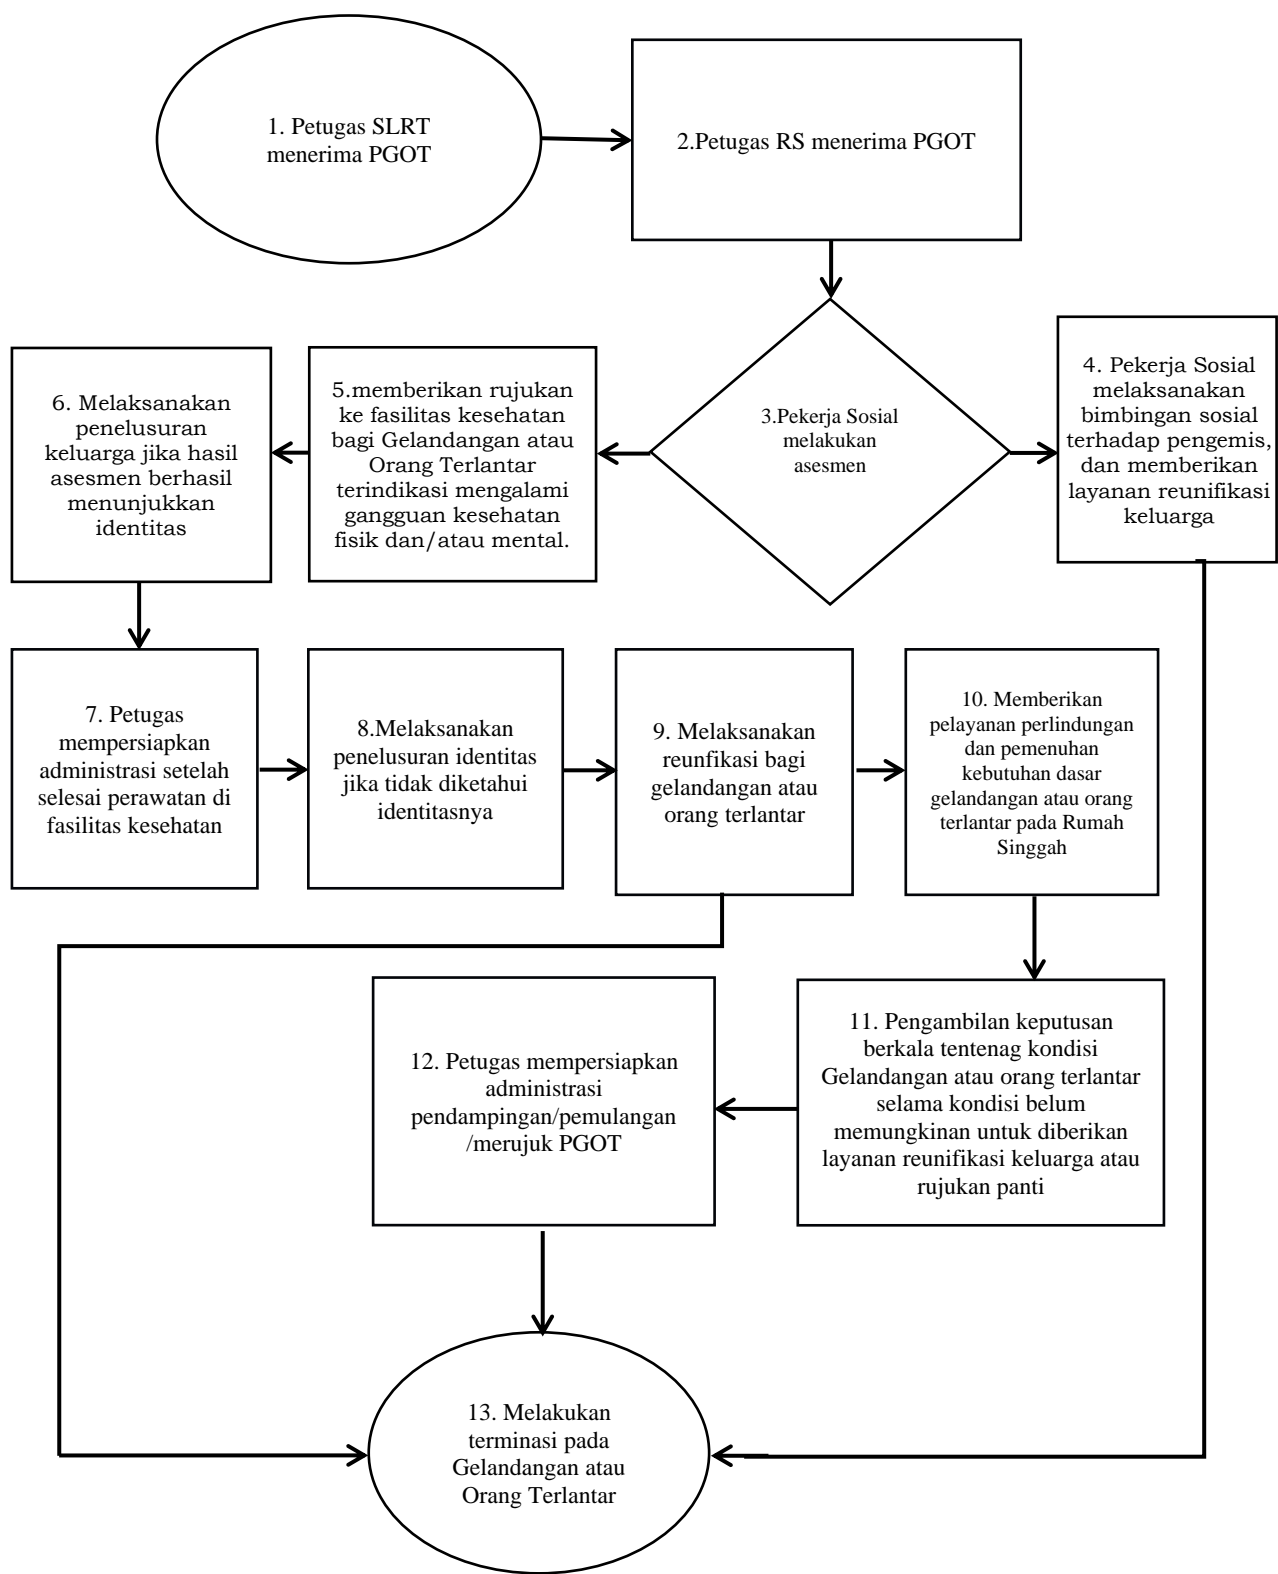 1. Petugas SLRT
menerima PGOT
2.Petugas RS menerima PGOT
3.Pekerja Sosial
melakukan
asesmen
4. Pekerja Sosial
melaksanakan
bimbingan sosial
terhadap pengemis,
dan memberikan
layanan reunifikasi
keluarga
5.memberikan rujukan
ke fasilitas kesehatan
bagi Gelandangan atau
Orang Terlantar
terindikasi mengalami
gangguan kesehatan
fisik dan/atau mental.
6. Melaksanakan
penelusuran
keluarga jika hasil
asesmen berhasil
menunjukkan
identitas
7. Petugas
mempersiapkan
administrasi setelah
selesai perawatan di
fasilitas kesehatan
8.Melaksanakan
penelusuran identitas
jika tidak diketahui
identitasnya
9. Melaksanakan
reunfikasi bagi
gelandangan atau
orang terlantar
10. Memberikan
pelayanan perlindungan
dan pemenuhan
kebutuhan dasar
gelandangan atau orang
terlantar pada Rumah
Singgah
11. Pengambilan keputusan
berkala tentenag kondisi
Gelandangan atau orang terlantar
selama kondisi belum
memungkinan untuk diberikan
layanan reunifikasi keluarga atau
rujukan panti
12. Petugas mempersiapkan
administrasi
pendampingan/pemulangan
/merujuk PGOT
13. Melakukan
terminasi pada
Gelandangan atau
Orang Terlantar